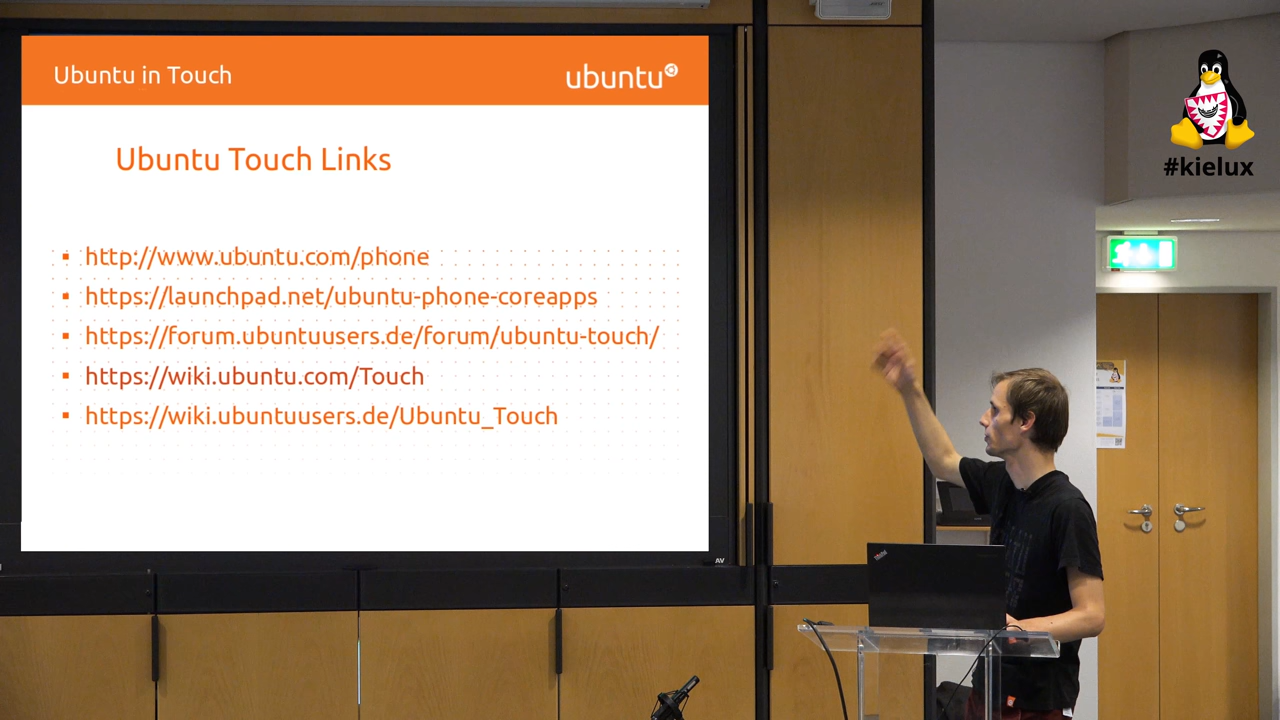 Ubuntu in Touch
ubuntu
Ubuntu Touch Links
http://www.ubuntu.com/phone
https://launchpad.net/ubuntu-phone-coreapps
https://forum.ubuntuusers.de/forum/ubuntu-touch/
https://wiki.ubuntu.com/Touch
https://wiki.ubuntuusers.de/Ubuntu_Touch
#kielux
AV